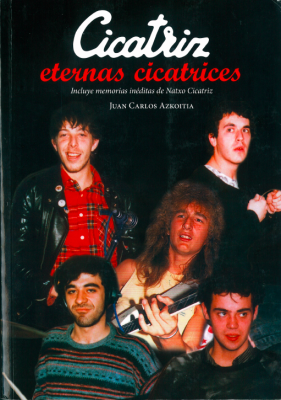 Cicatriz
eternas cicatrices
Incluye memorias inéditas de Natxo Cicatriz
JUAN CARLOS AZKOITIA